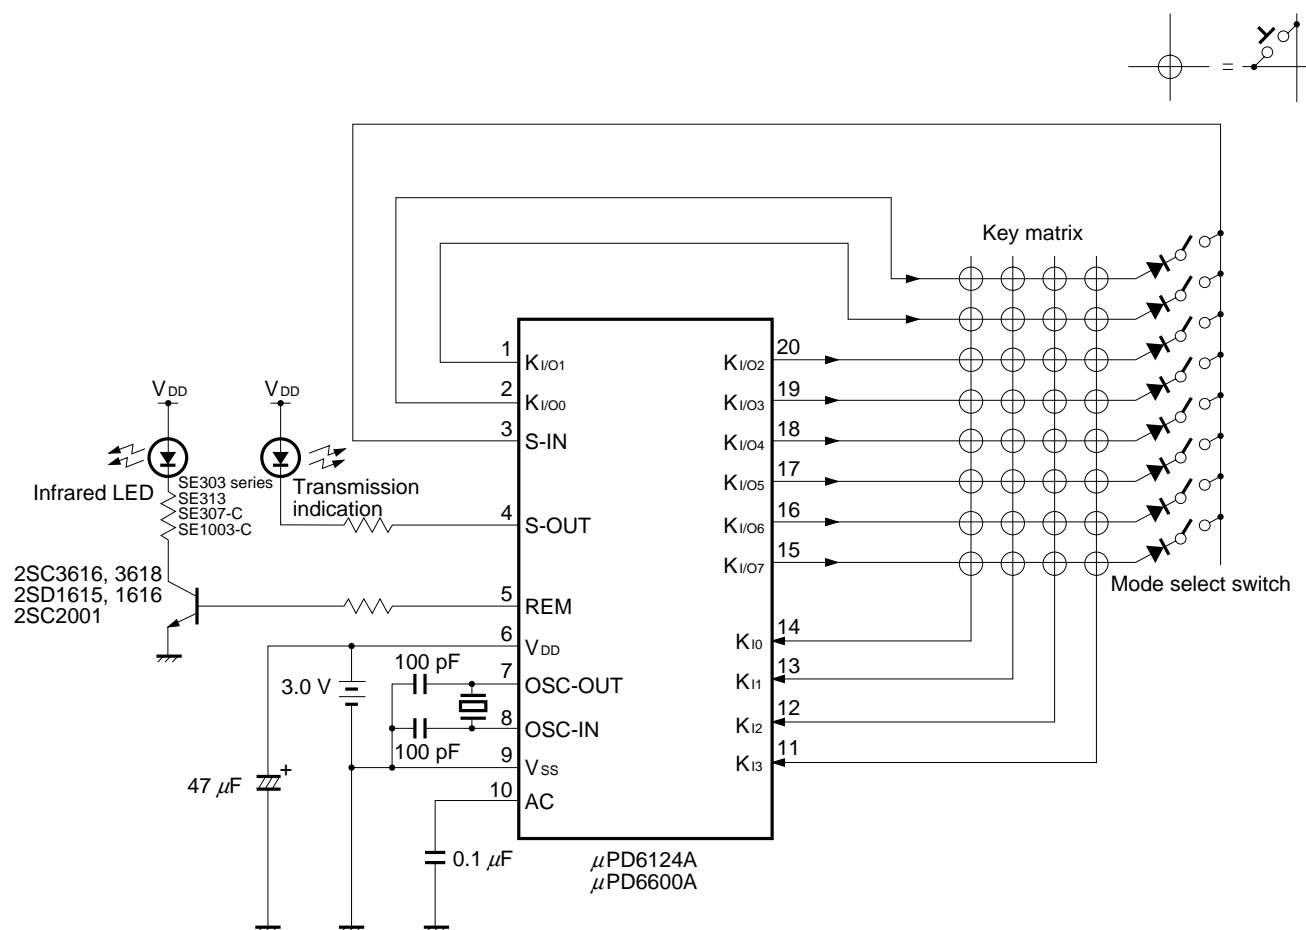 =
Key matrix
1
KI/O1
2
KI/O0
3
S-IN
4
S-OUT
5
REM
6
VDD
7
OSC-OUT
8
OSC-IN
9
VSS
10
AC
20
KI/O2
19
KI/O3
18
KI/O4
17
KI/O5
16
KI/O6
15
KI/O7
14
KI0
13
KI1
12
KI2
11
KI3
Mode select switch
VDD
VDD
Infrared LED
SE303 series
SE313
SE307-C
SE1003-C
Transmission
indication
2SC3616, 3618
2SD1615, 1616
2SC2001
3.0 V
100 pF
100 pF
47 μF
+
0.1 μF
μPD6124A
μPD6600A